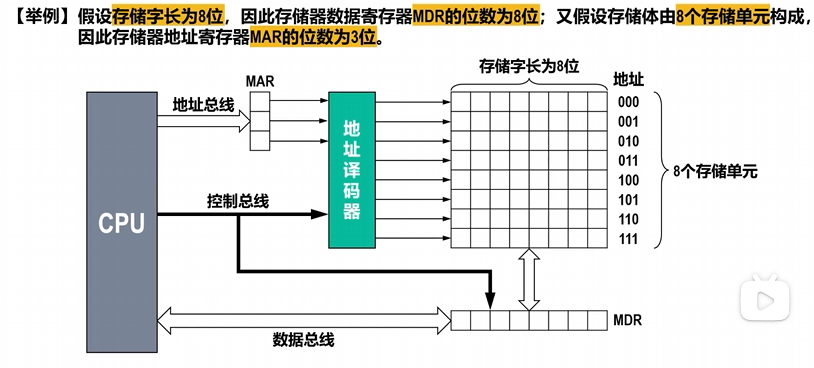 【举例】假设存储字长为8位，因此存储器数据寄存器MDR的位数为8位；又假设存储体由8个存储单元构成，
因此存储器地址寄存器MAR的位数为3位。
存储字长为8位
地址
MAR
地址总线
000
001
010
011
100
101
110
111
地址译码器
8个存储单元
控制总线
CPU
MDR
数据总线